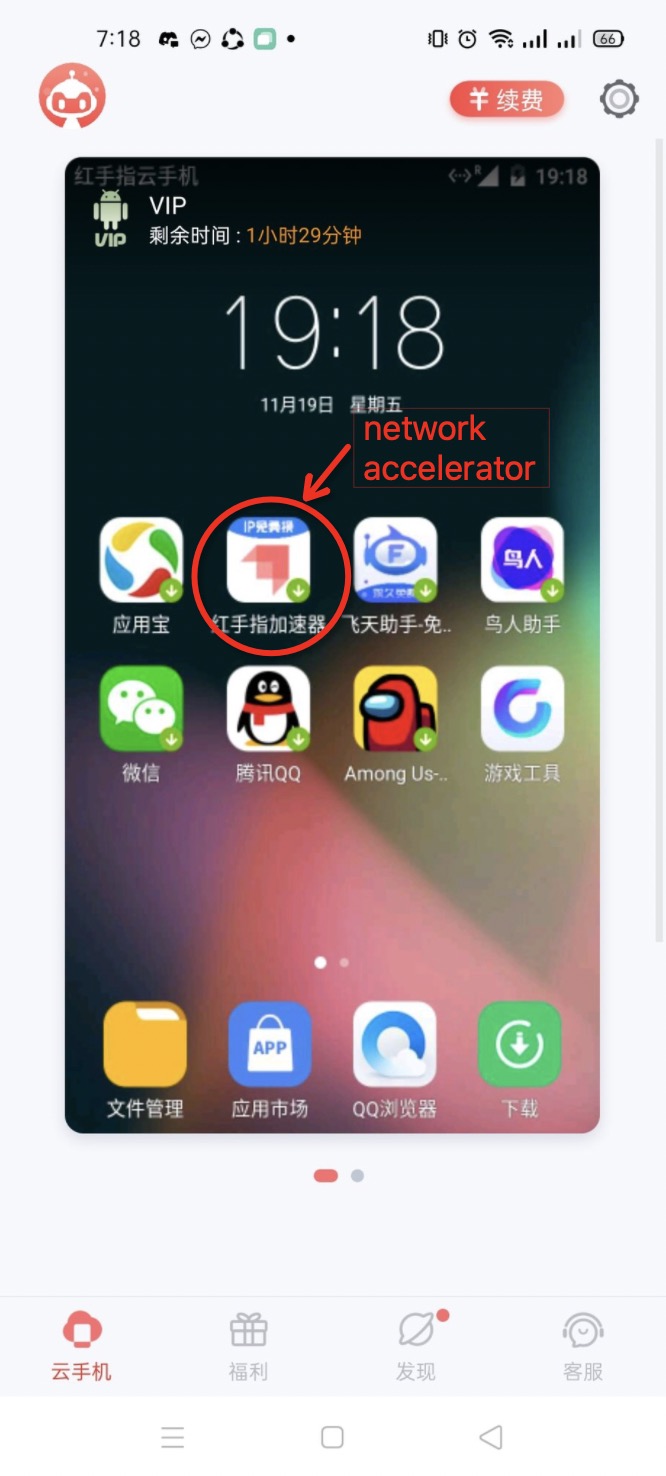 7:18
66
续费
红手指云手机
19:18
VIP
VIP
剩余时间 : 1小时29分钟
19:18
11月19日 星期五
network
accelerator
IP免费换
F
鸟人
应用宝
红手指加速器
飞天助手-免..
鸟人助手
微信
腾讯QQ
Among Us-..
游戏工具
APP
文件管理
应用市场
QQ浏览器
下载
云手机
福利
发现
客服